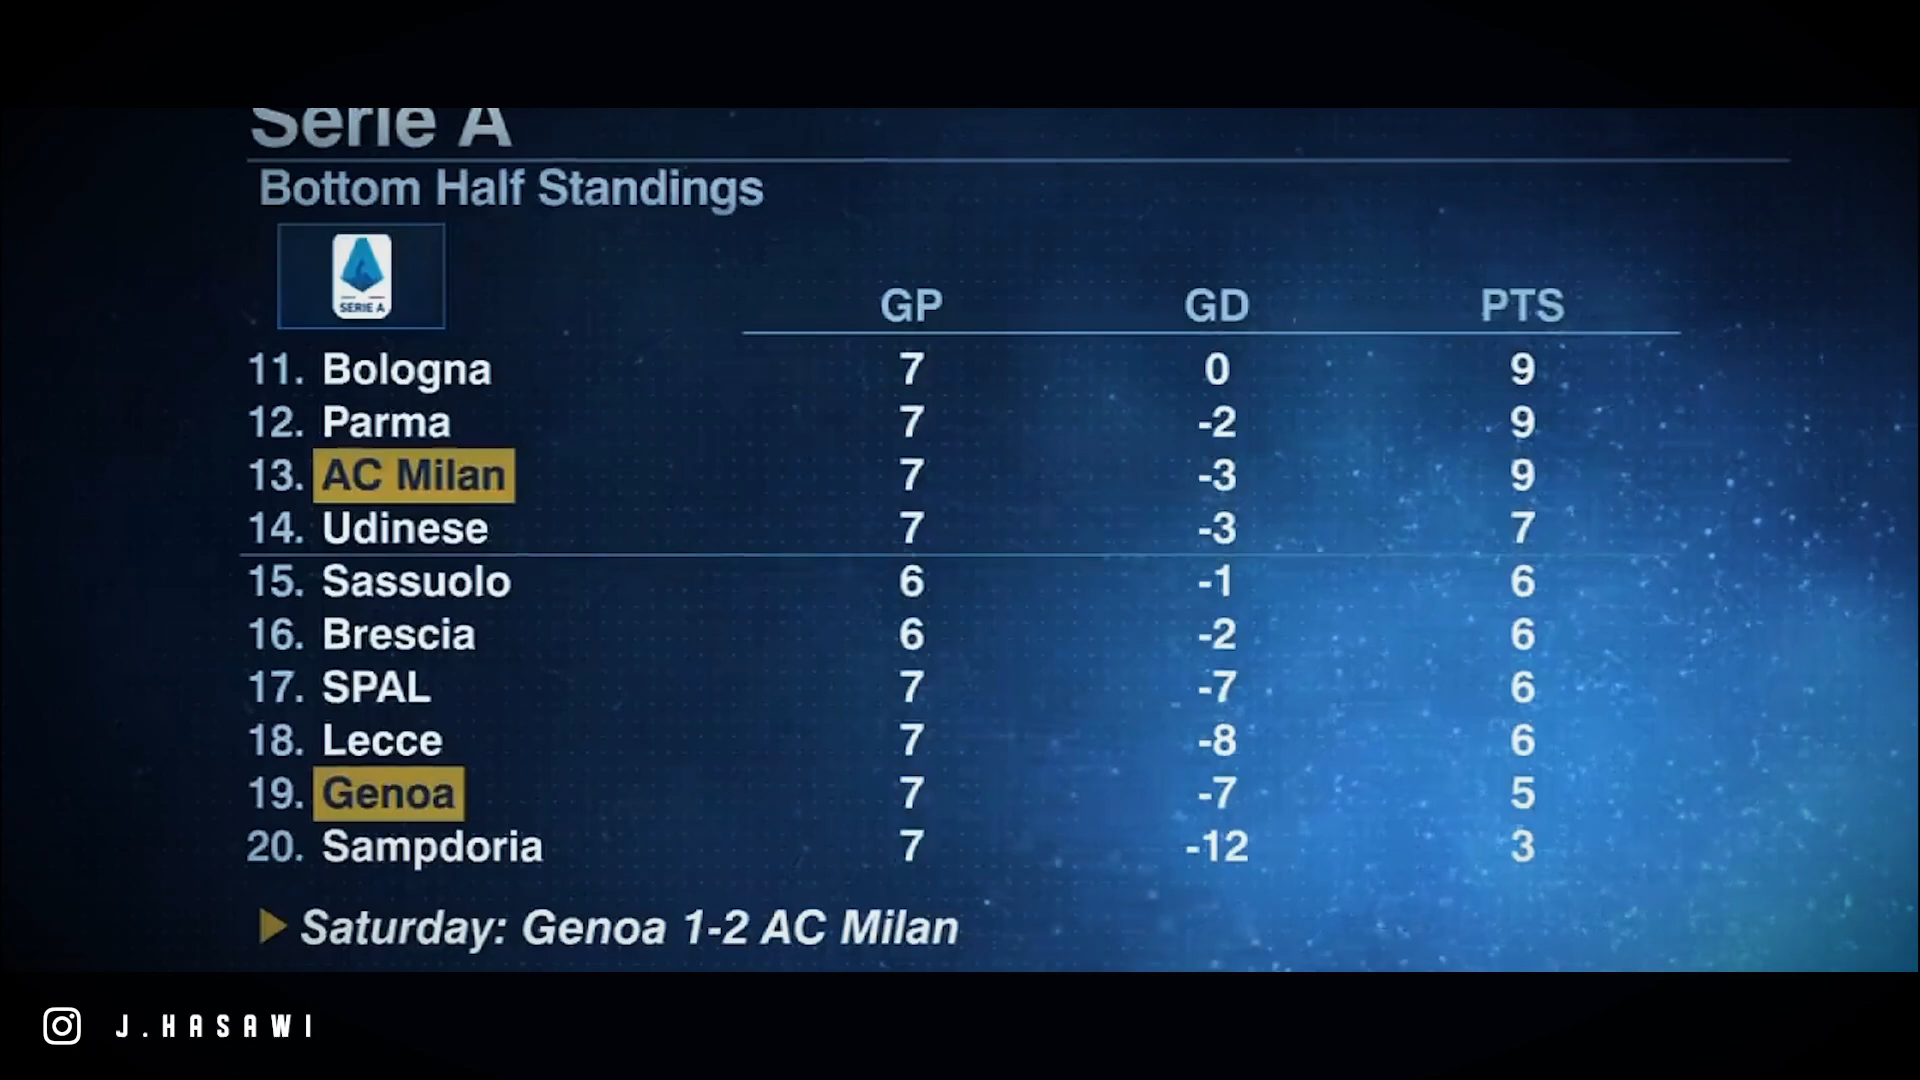 Serie A
Bottom Half Standings
SERIE A
GP GD PTS
11. Bologna 7 0 9
12. Parma 7 -2 9
13. AC Milan 7 -3 9
14. Udinese 7 -3 7
15. Sassuolo 6 -1 6
16. Brescia 6 -2 6
17. SPAL 7 -7 6
18. Lecce 7 -8 6
19. Genoa 7 -7 5
20. Sampdoria 7 -12 3
Saturday: Genoa 1-2 AC Milan
J.HASAWI